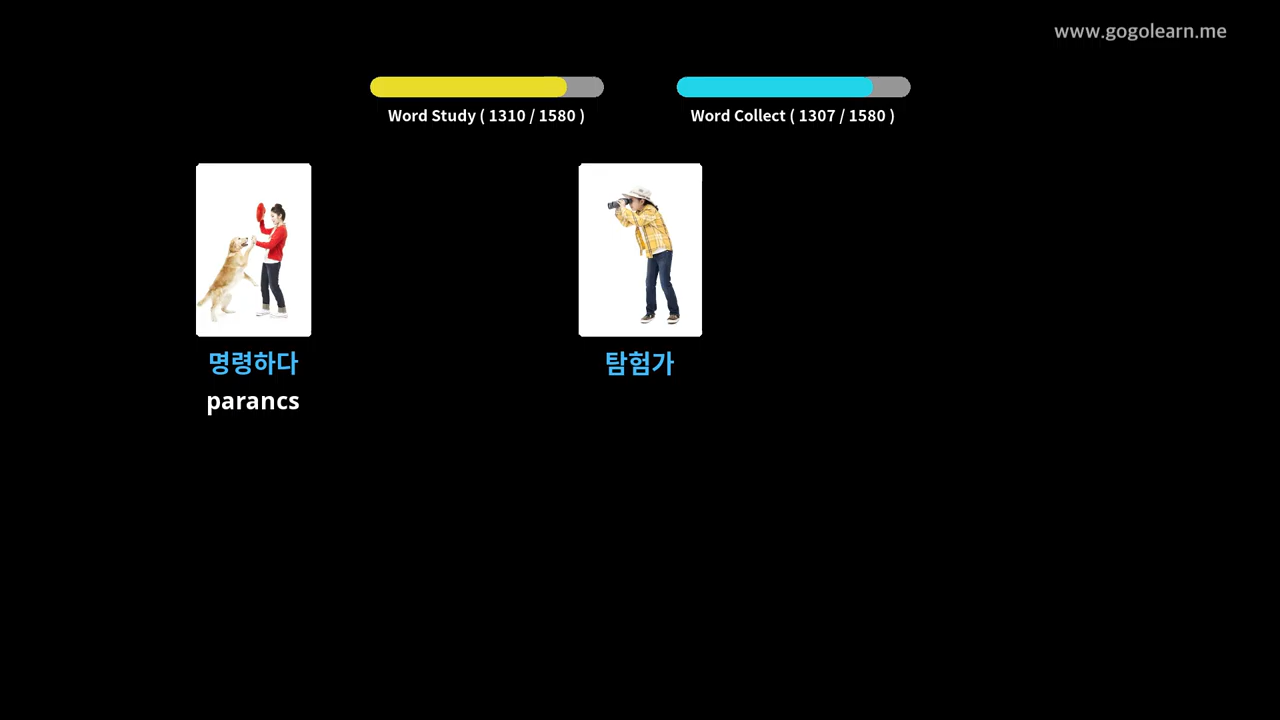 www.gogolearn.me
Word Study ( 1310 / 1580 )
Word Collect ( 1307 / 1580 )
명령하다
탐험가
parancs